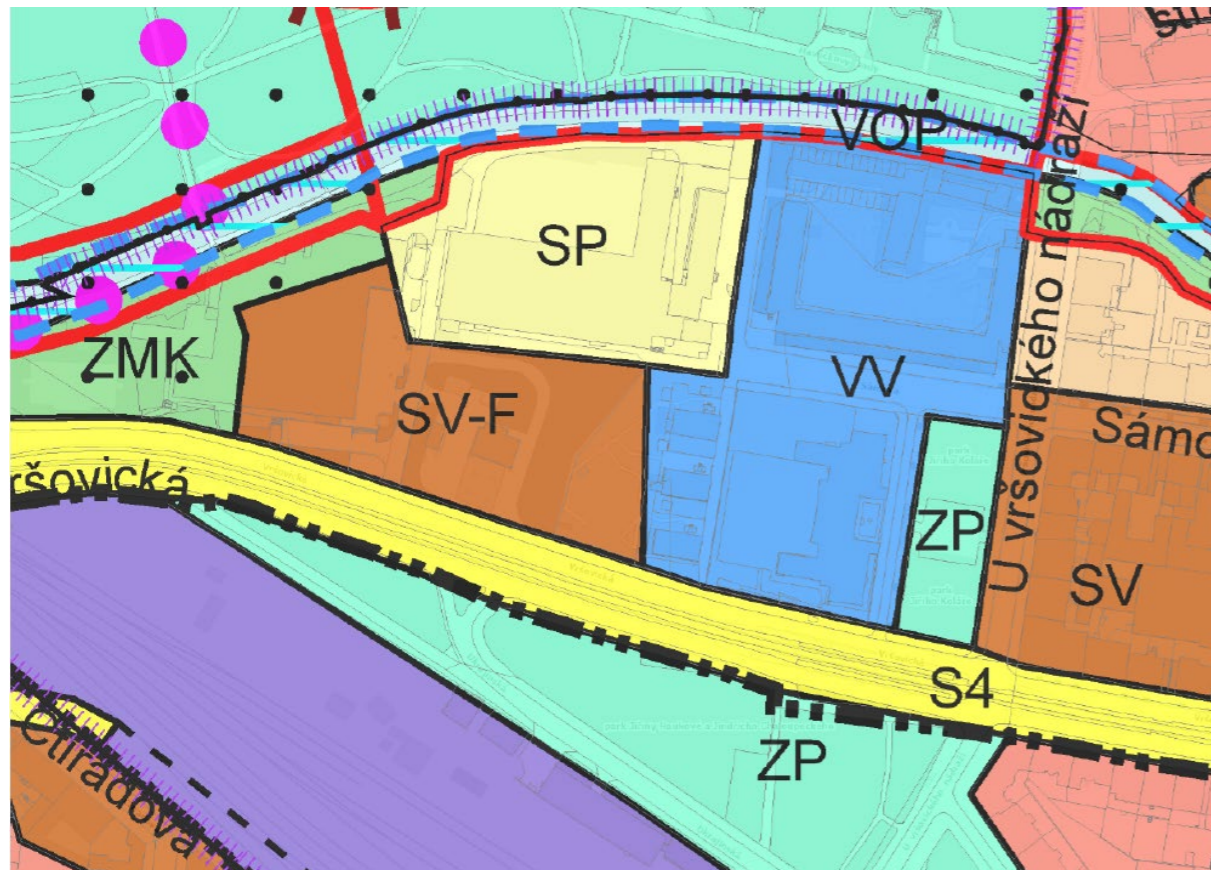 VOP
SP
U vršovického nádraží
ZMK
VV
SV-F
Sámo
ršovická
ZP
SV
S4
ZP
Čtiradova